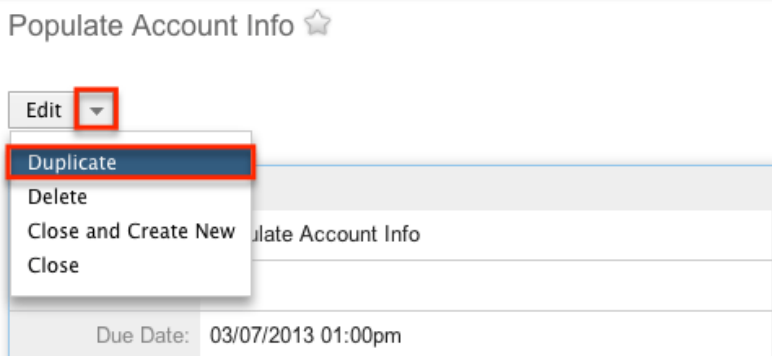 Populate Account Info
Edit
Duplicate
Delete
Close and Create New
ulate Account Info
Close
Due Date: 03/07/2013 01:00pm